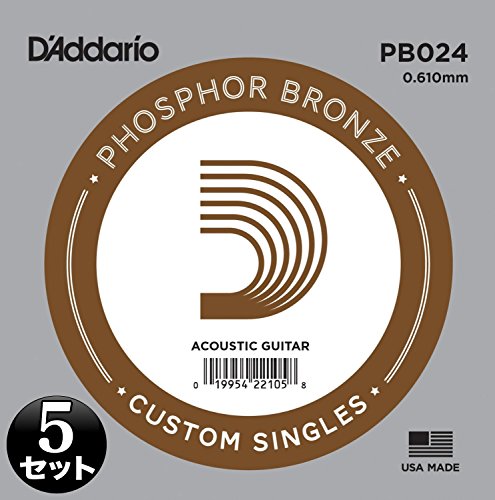 D'Addario
PB024
0.610mm
PHOSPHOR BRONZE
ACOUSTIC GUITAR
0 19954 22105 8
CUSTOM SINGLES
5
セット
USA MADE